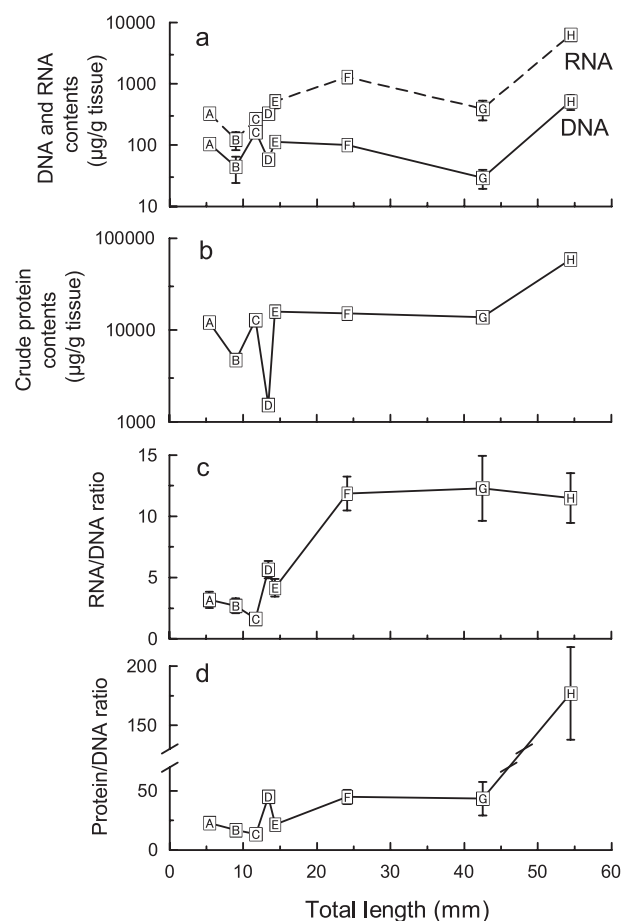 a
10000
1000
100
10
DNA and RNA
contents
(µg/g tissue)
A
B
C
D
E
F
G
H
RNA
A
B
C
D
E
F
G
H
DNA
b
100000
10000
1000
Crude protein
contents
(µg/g tissue)
A
B
C
D
E
F
G
H
c
15
10
5
0
RNA/DNA ratio
A
B
C
D
E
F
G
H
d
200
150
50
0
Protein/DNA ratio
A
B
C
D
E
F
G
H
0 10 20 30 40 50 60
Total length (mm)